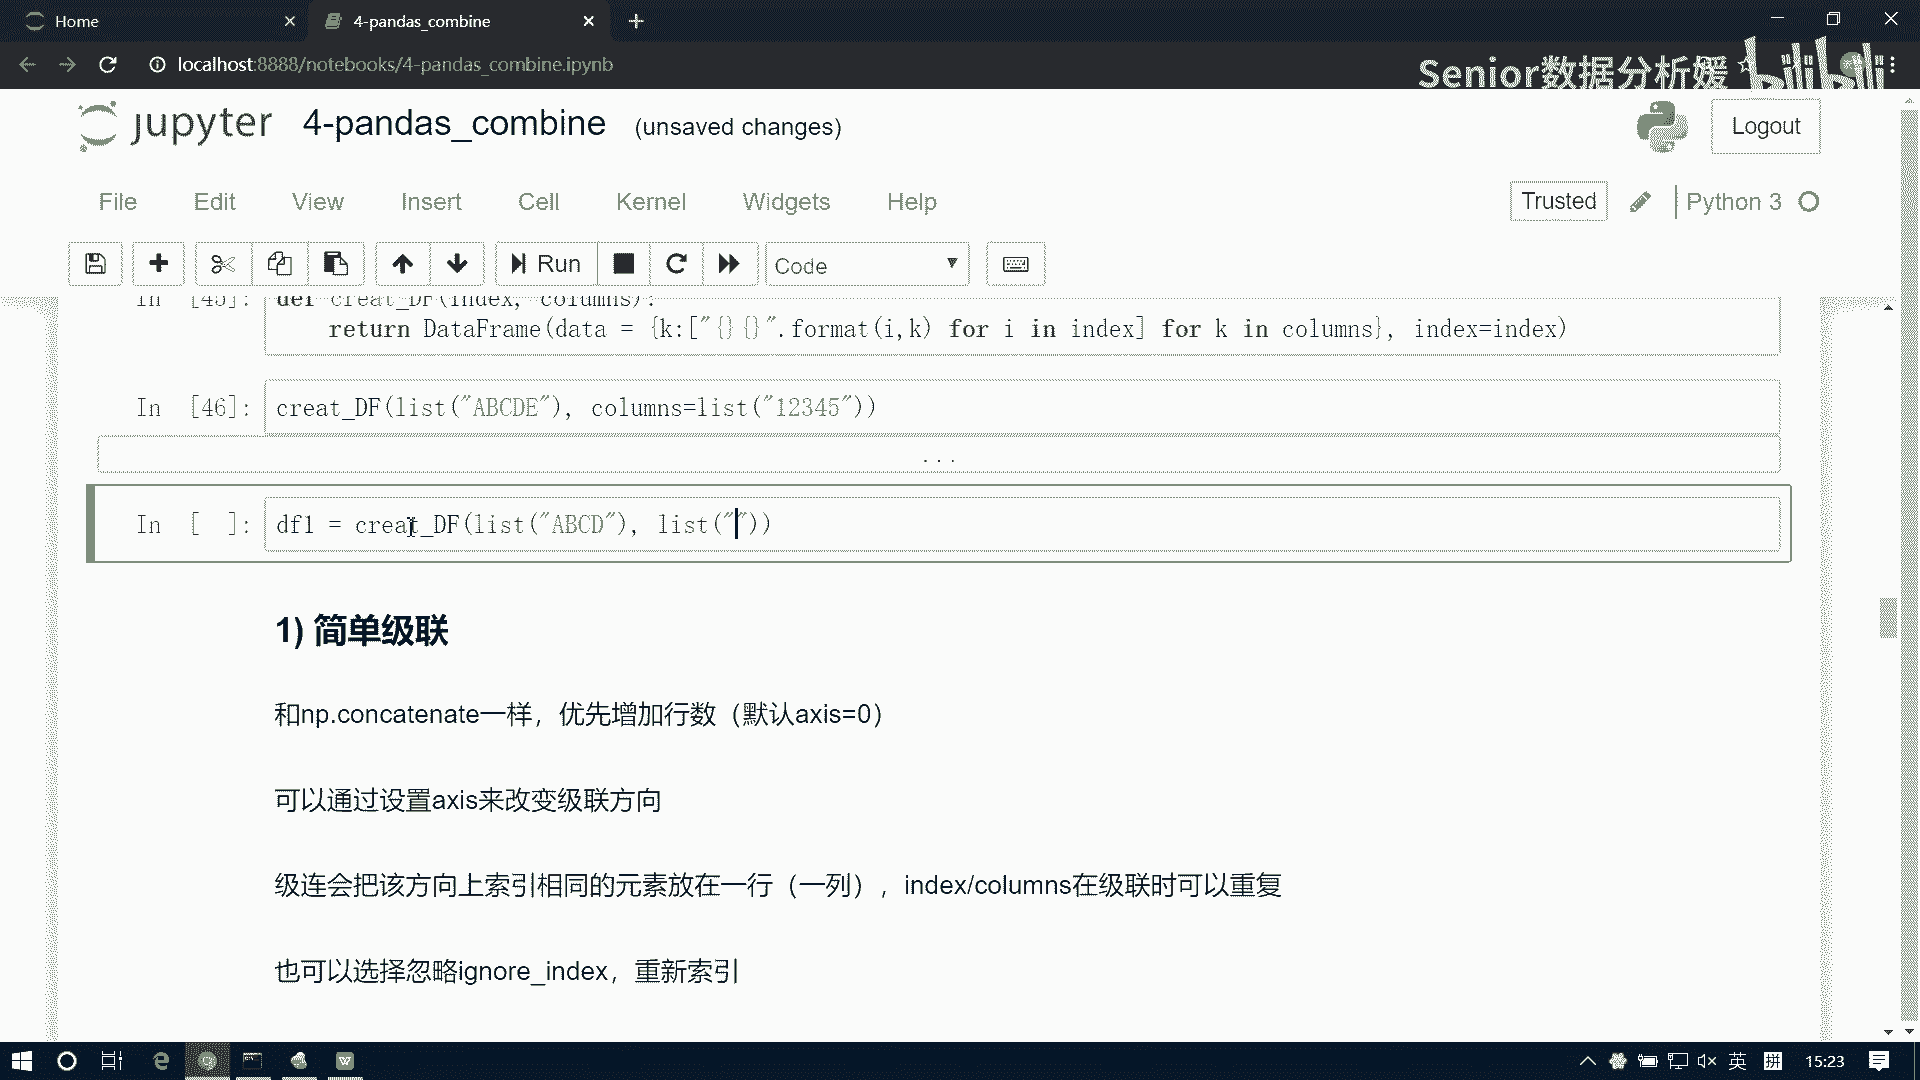 Home
4-pandas_combine
localhost:8888/notebooks/4-pandas_combine.ipynb
Senior数据分析媛
bilibili
jupyter 4-pandas_combine (unsaved changes)
Logout
File Edit View Insert Cell Kernel Widgets Help
Trusted
Python 3
Run
Code
In [45]: def creat_DF(index, columns):
return DataFrame(data = {k:["{}{}".format(i,k) for i in index] for k in columns}, index=index)
In [46]: creat_DF(list("ABCDE"), columns=list("12345"))
...
In [ ]: df1 = creat_DF(list("ABCD"), list(""))
1) 简单级联
和np.concatenate一样，优先增加行数（默认axis=0）
可以通过设置axis来改变级联方向
级连会把该方向上索引相同的元素放在一行（一列），index/columns在级联时可以重复
也可以选择忽略ignore_index，重新索引
英
拼
15:23